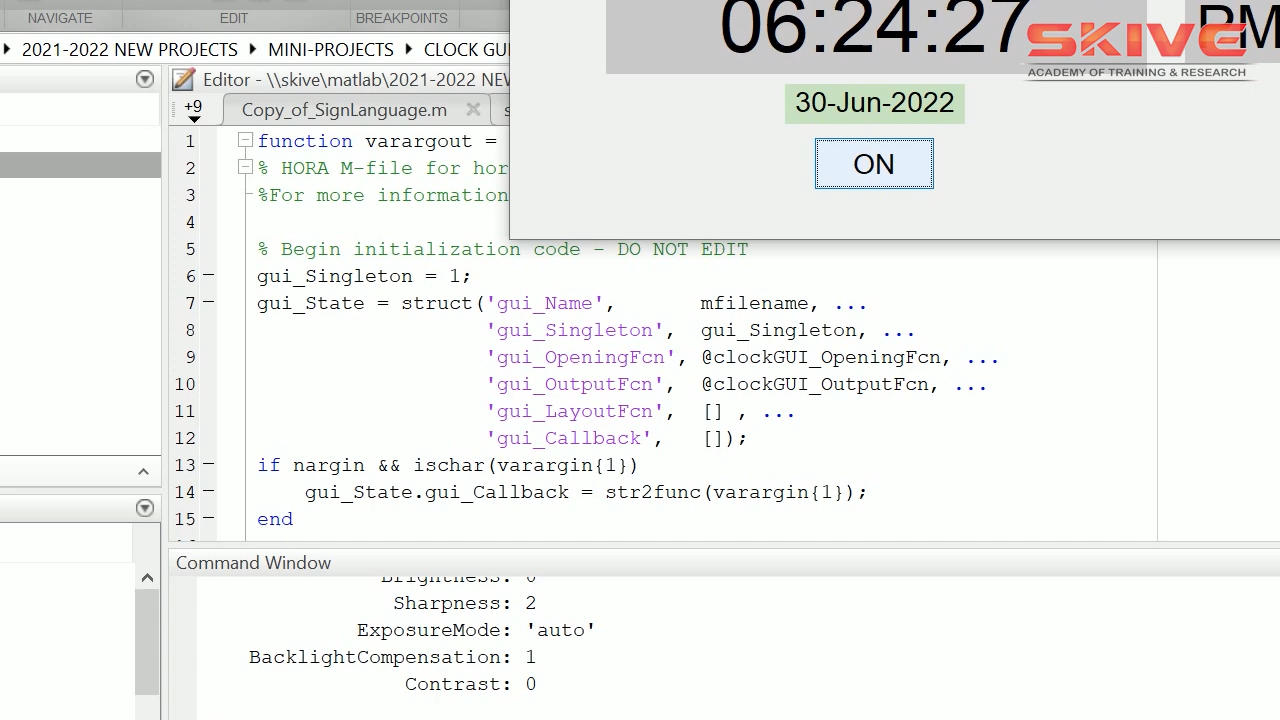 NAVIGATE EDIT BREAKPOINTS
06:24:27 PM
SKIVE
ACADEMY OF TRAINING & RESEARCH
2021-2022 NEW PROJECTS MINI-PROJECTS CLOCK GUI
Editor - \\skive\matlab\2021-2022 NEW
30-Jun-2022
+9 Copy_of_SignLanguage.m
ON
1 function varargout =
2 % HORA M-file for hor
3 %For more information
4
5 % Begin initialization code - DO NOT EDIT
6 gui_Singleton = 1;
7 gui_State = struct('gui_Name', mfilename, ...
8 'gui_Singleton', gui_Singleton, ...
9 'gui_OpeningFcn', @clockGUI_OpeningFcn, ...
10 'gui_OutputFcn', @clockGUI_OutputFcn, ...
11 'gui_LayoutFcn', [] , ...
12 'gui_Callback', []);
13 if nargin && ischar(varargin{1})
14 gui_State.gui_Callback = str2func(varargin{1});
15 end
Command Window
Brightness: 0
Sharpness: 2
ExposureMode: 'auto'
BacklightCompensation: 1
Contrast: 0